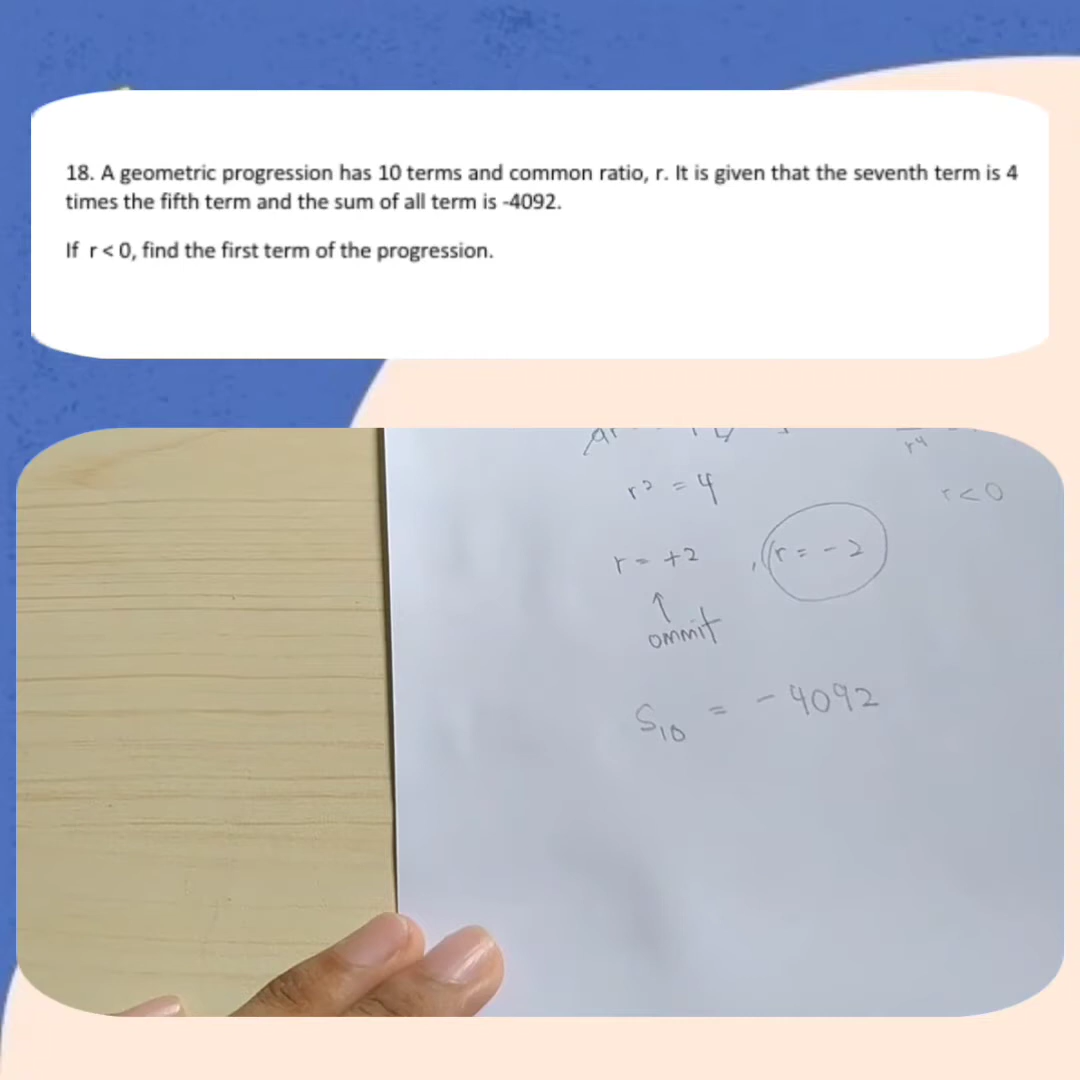 18. A geometric progression has 10 terms and common ratio, r. It is given that the seventh term is 4
times the fifth term and the sum of all term is -4092.
If r < 0, find the first term of the progression.
r⁴
r² = 4
r < 0
r = +2 , r = -2
↑
ommit
S₁₀ = -4092